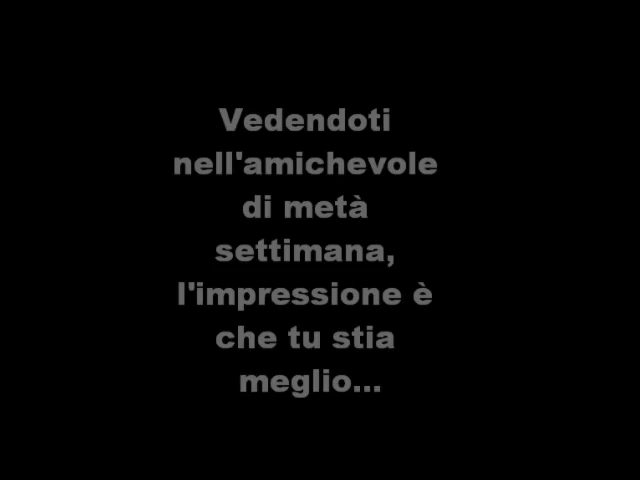 Vedendoti
nell'amichevole
di metà
settimana,
l'impressione è
che tu stia
meglio...